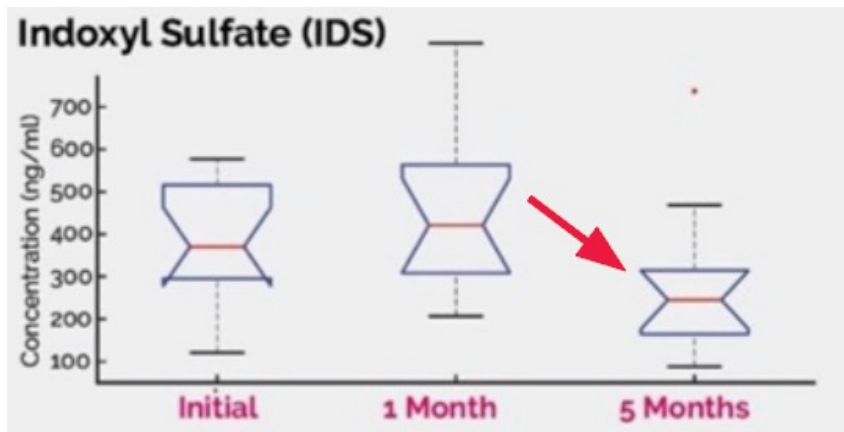 Indoxyl Sulfate (IDS)
Concentration (ng/ml)
700
600
500
400
300
200
100
Initial
1 Month
5 Months